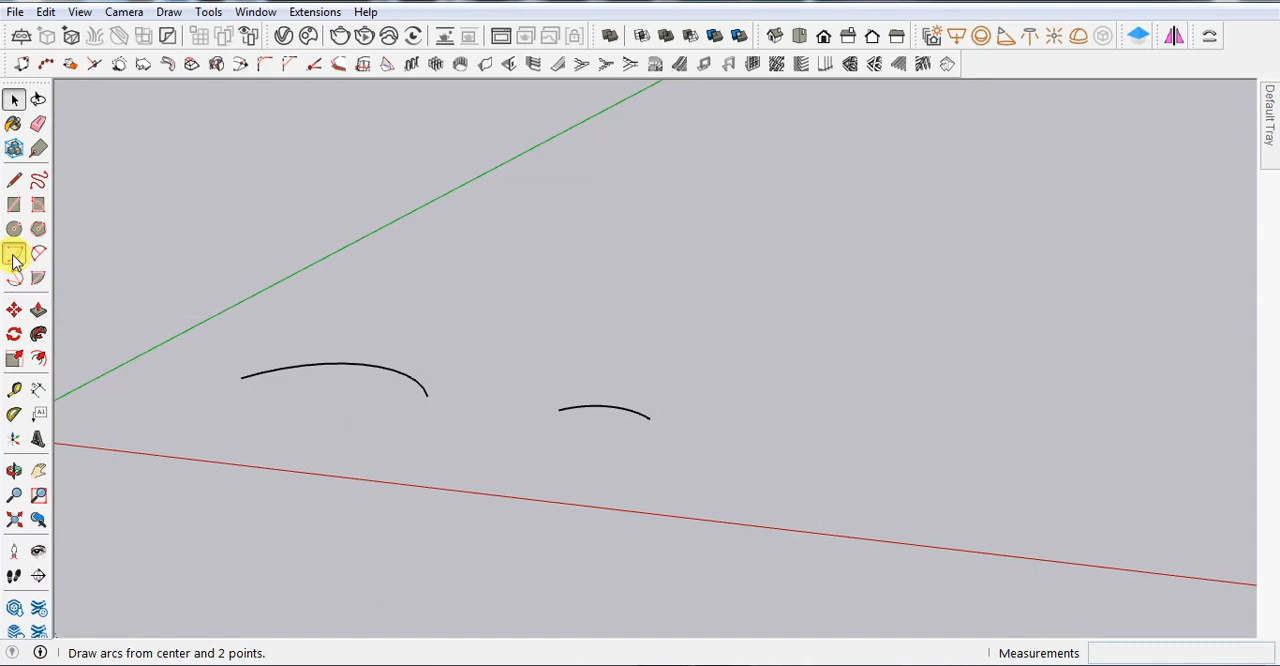 File Edit View Camera Draw Tools Window Extensions Help
Default Tray
A1
Draw arcs from center and 2 points.
Measurements